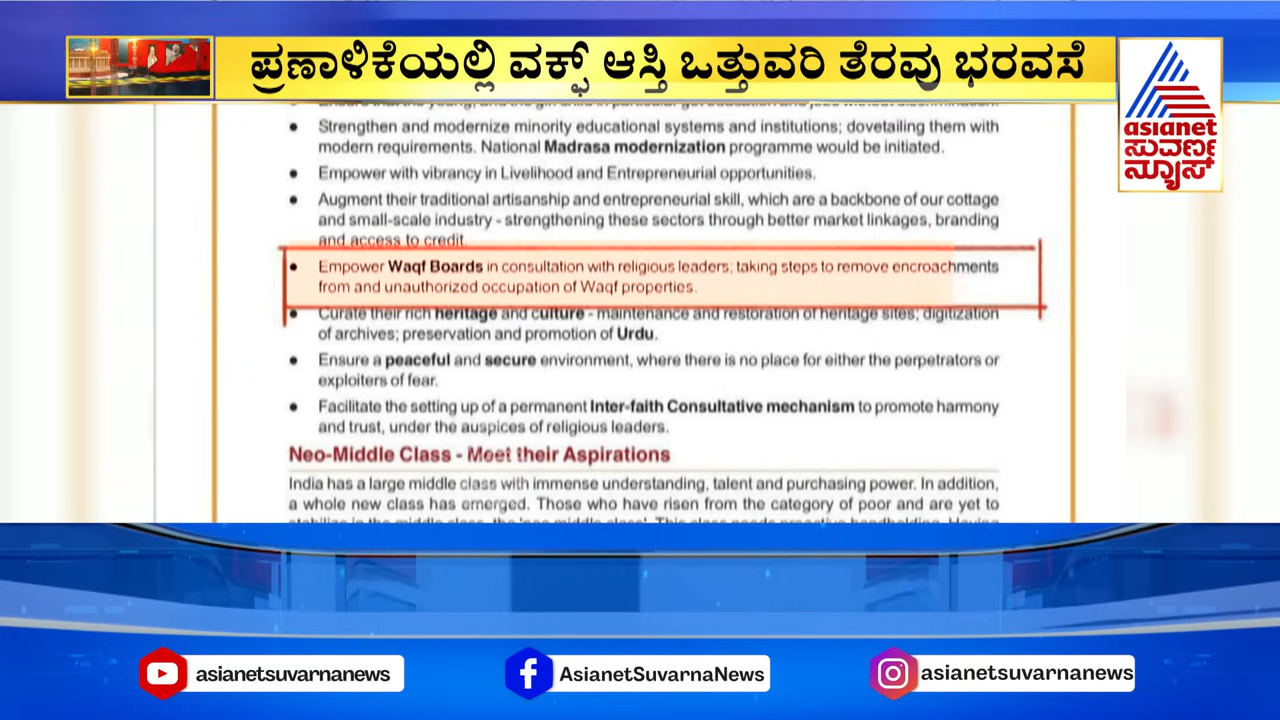 ಪ್ರಣಾಳಿಕೆಯಲ್ಲಿ ವಕ್ಫ್ ಆಸ್ತಿ ಒತ್ತುವರಿ ತೆರವು ಭರವಸೆ
asianet
ಸುವರ್ಣ
ನ್ಯೂಸ್
• Strengthen and modernize minority educational systems and institutions; dovetailing them with
modern requirements. National Madrasa modernization programme would be initiated.
• Empower with vibrancy in Livelihood and Entrepreneurial opportunities.
• Augment their traditional artisanship and entrepreneurial skill, which are a backbone of our cottage
and small-scale industry - strengthening these sectors through better market linkages, branding
and access to credit.
• Empower Waqf Boards in consultation with religious leaders; taking steps to remove encroachments
from and unauthorized occupation of Waqf properties.
• Curate their rich heritage and culture - maintenance and restoration of heritage sites; digitization
of archives; preservation and promotion of Urdu.
• Ensure a peaceful and secure environment, where there is no place for either the perpetrators or
exploiters of fear.
• Facilitate the setting up of a permanent Inter-faith Consultative mechanism to promote harmony
and trust, under the auspices of religious leaders.
Neo-Middle Class - Meet their Aspirations
India has a large middle class with immense understanding, talent and purchasing power. In addition,
a whole new class has emerged. Those who have risen from the category of poor and are yet to
asianetsuvarnanews
AsianetSuvarnaNews
asianetsuvarnanews